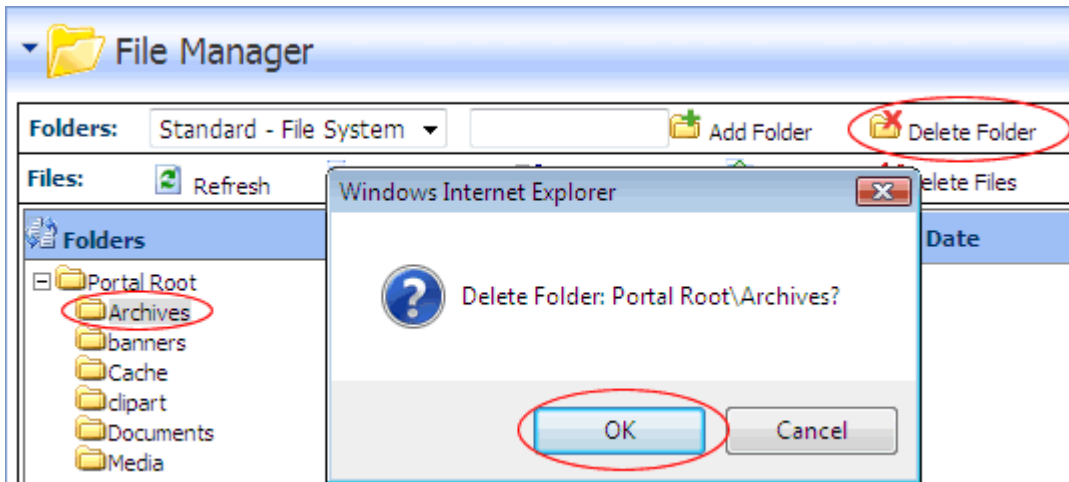 File Manager
Folders: Standard - File System Add Folder Delete Folder
Files: Refresh elete Files
Windows Internet Explorer
Folders Date
Delete Folder: Portal Root\Archives?
Portal Root
Archives
banners
Cache
clipart
Documents
Media
OK Cancel